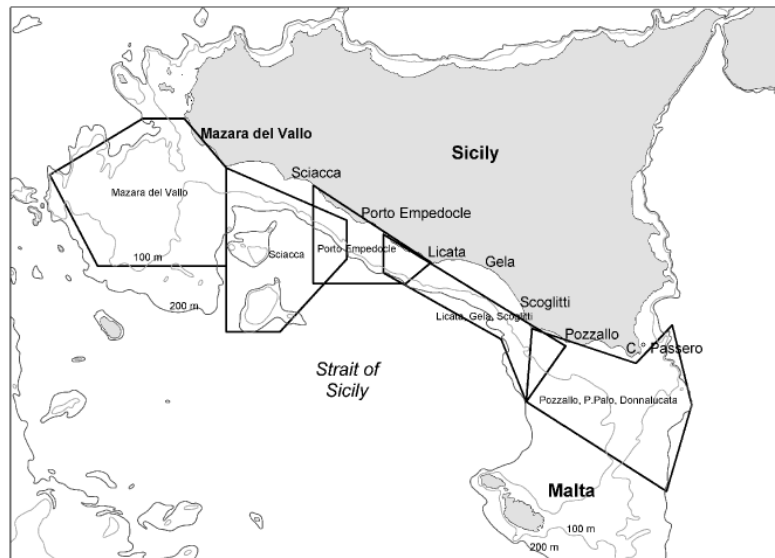 Mazara del Vallo
Sicily
Sciacca
Mazara del Vallo
Porto Empedocle
Porto Empedocle
Licata
Sciacca
100 m
Gela
200 m
Scoglitti
Licata, Gela, Scoglitti
Pozzallo
C.° Passero
Strait of
Sicily
Pozzallo, P.Palo, Donnalucata
Malta
100 m
200 m